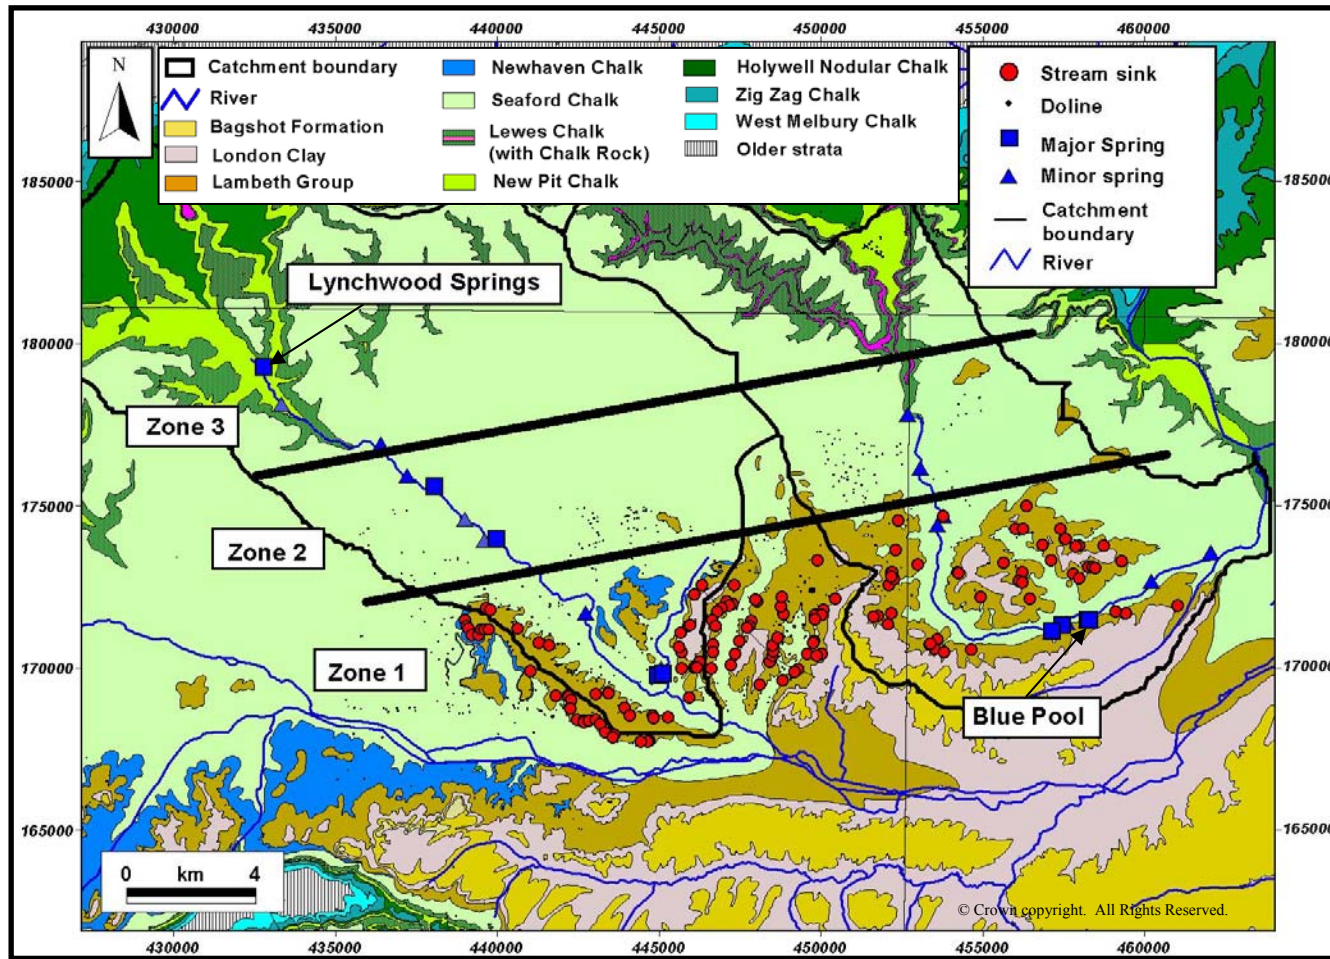 430000 435000 440000 445000 450000 455000 460000
N
Catchment boundary
River
Bagshot Formation
London Clay
Lambeth Group
Newhaven Chalk
Seaford Chalk
Lewes Chalk
(with Chalk Rock)
New Pit Chalk
Holywell Nodular Chalk
Zig Zag Chalk
West Melbury Chalk
Older strata
Stream sink
Doline
Major Spring
Minor spring
Catchment
boundary
River
185000
185000
Lynchwood Springs
180000
180000
Zone 3
175000
175000
Zone 2
170000
170000
Zone 1
Blue Pool
165000
165000
0 km 4
© Crown copyright. All Rights Reserved.
430000 435000 440000 445000 450000 455000 460000